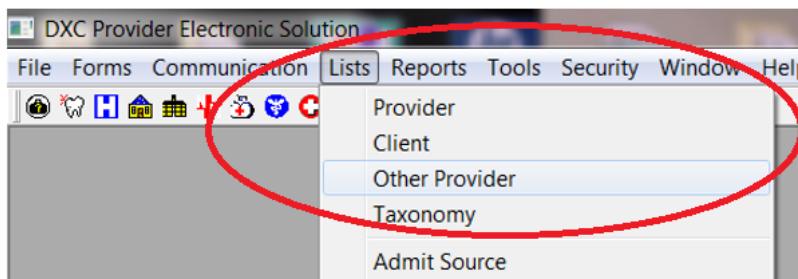 DXC Provider Electronic Solution
File Forms Communication Lists Reports Tools Security Window Help
Provider
Client
Other Provider
Taxonomy
Admit Source